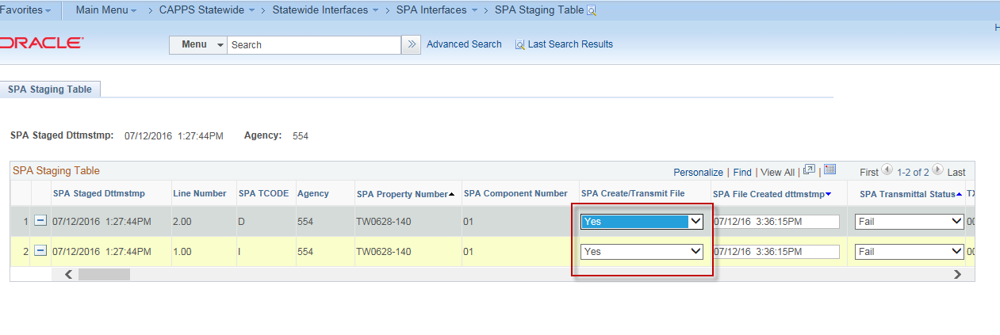 Favorites Main Menu > CAPPS Statewide > Statewide Interfaces > SPA Interfaces > SPA Staging Table
ORACLE Menu Search » Advanced Search Last Search Results
SPA Staging Table
SPA Staged Dttmstmp: 07/12/2016 1:27:44PM Agency: 554
SPA Staging Table Personalize | Find | View All | | First 1-2 of 2 Last
SPA Staged Dttmstmp Line Number SPA TCODE Agency SPA Property Number SPA Component Number SPA Create/Transmit File SPA File Created dttmstmp SPA Transmittal Status
1 07/12/2016 1:27:44PM 2.00 D 554 TW0628-140 01 Yes 07/12/16 3:36:15PM Fail
2 07/12/2016 1:27:44PM 1.00 I 554 TW0628-140 01 Yes 07/12/16 3:36:15PM Fail